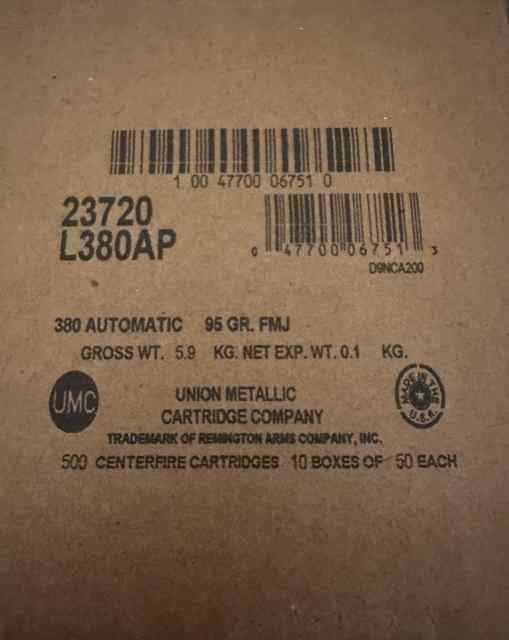 1 00 47700 06751 0
23720
L380AP
0 47700 06751 3
D9NCA200
380 AUTOMATIC 95 GR. FMJ
GROSS WT. 5.9 KG. NET EXP. WT. 0.1 KG.
UMC
UNION METALLIC
CARTRIDGE COMPANY
MADE IN THE U.S.A.
TRADEMARK OF REMINGTON ARMS COMPANY, INC.
500 CENTERFIRE CARTRIDGES 10 BOXES OF 50 EACH